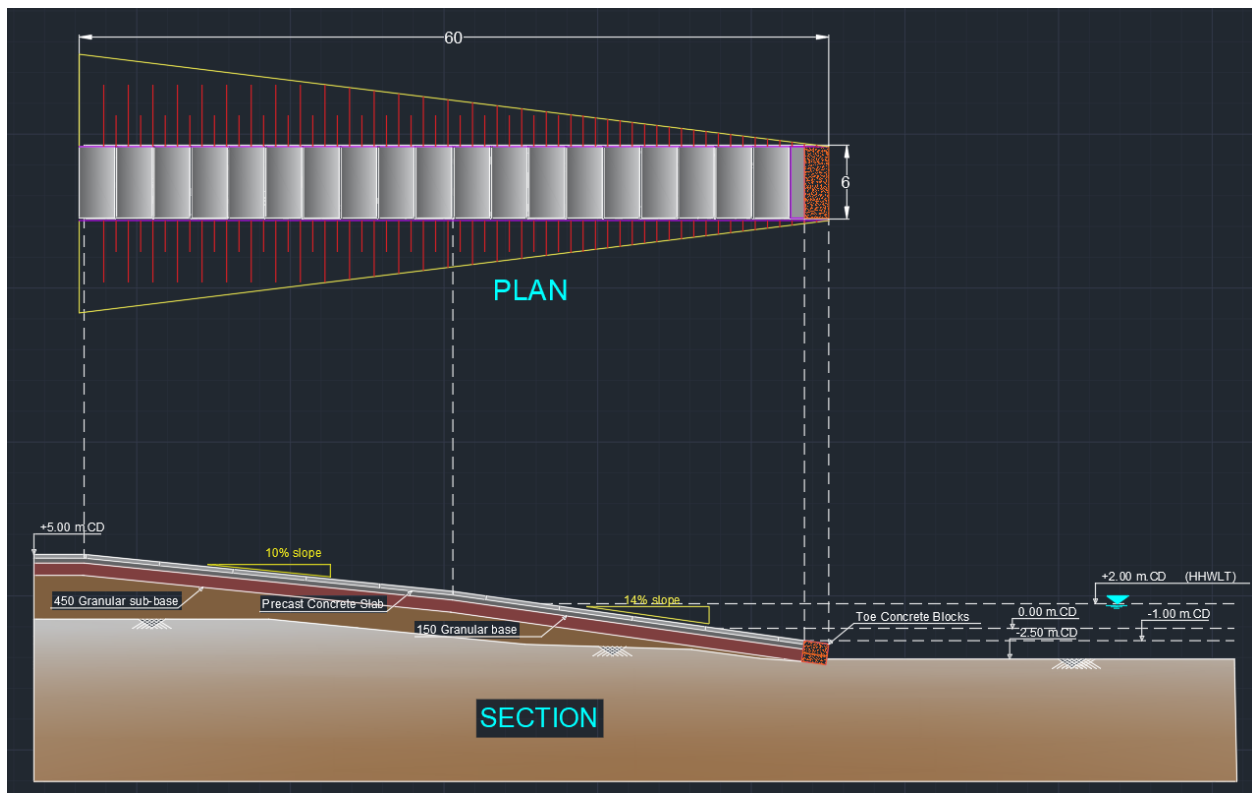 60
6
PLAN
+5.00 m.CD
10% slope
450 Granular sub-base
Precast Concrete Slab
150 Granular base
14% slope
+2.00 m.CD (HHWLT)
Toe Concrete Blocks
0.00 m.CD
-1.00 m.CD
-2.50 m.CD
SECTION